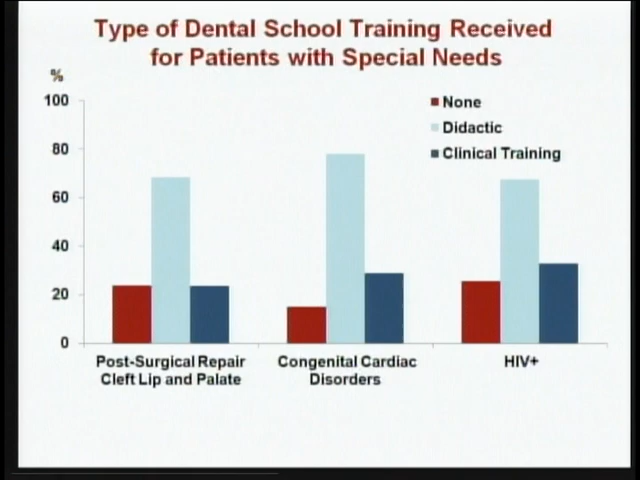 Type of Dental School Training Received
for Patients with Special Needs
%
100
80
60
40
20
0
None
Didactic
Clinical Training
Post-Surgical Repair
Cleft Lip and Palate
Congenital Cardiac
Disorders
HIV+